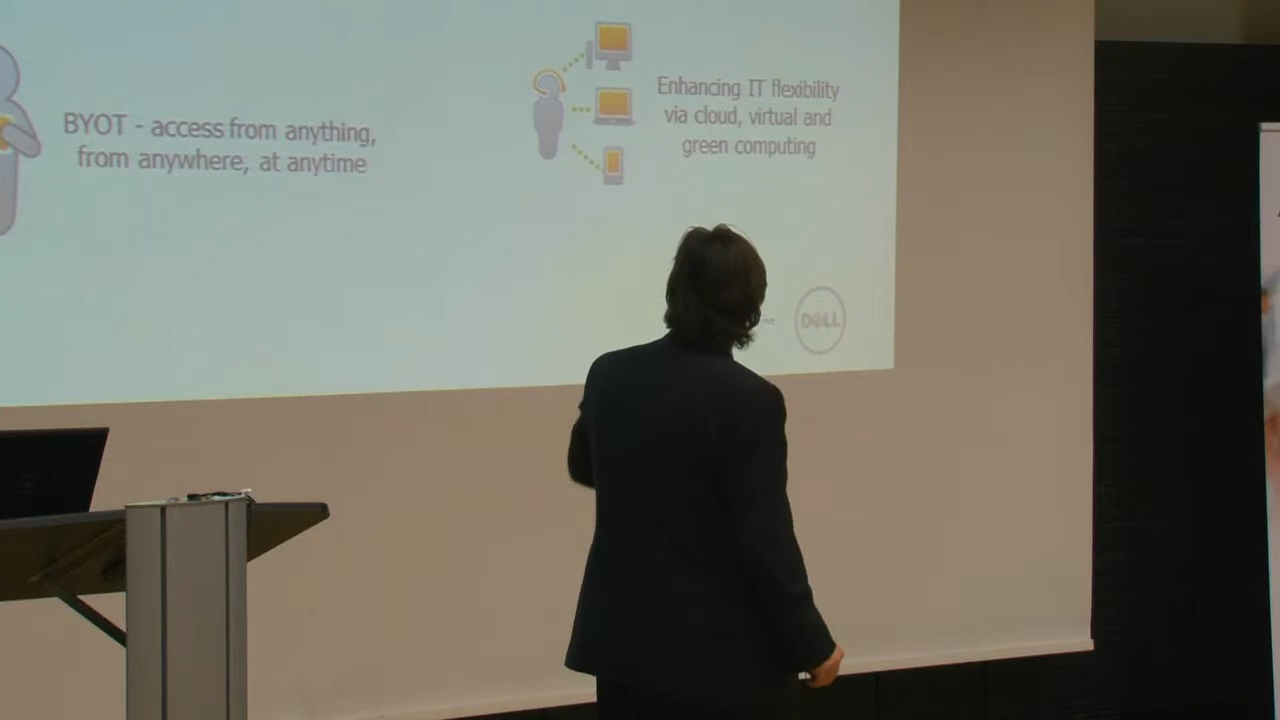 BYOT - access from anything,
from anywhere, at anytime
Enhancing IT flexibility
via cloud, virtual and
green computing
DELL